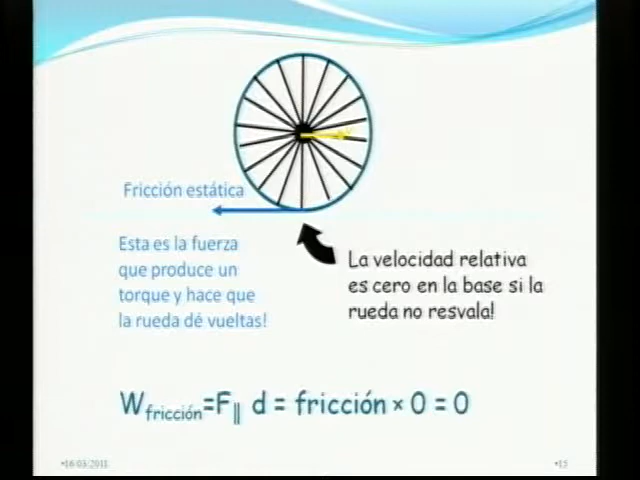 Fricción estática
Esta es la fuerza
que produce un
torque y hace que
la rueda dé vueltas!
La velocidad relativa
es cero en la base si la
rueda no resvala!
Wfricción=F|| d = fricción × 0 = 0
•16/03/2011
•15